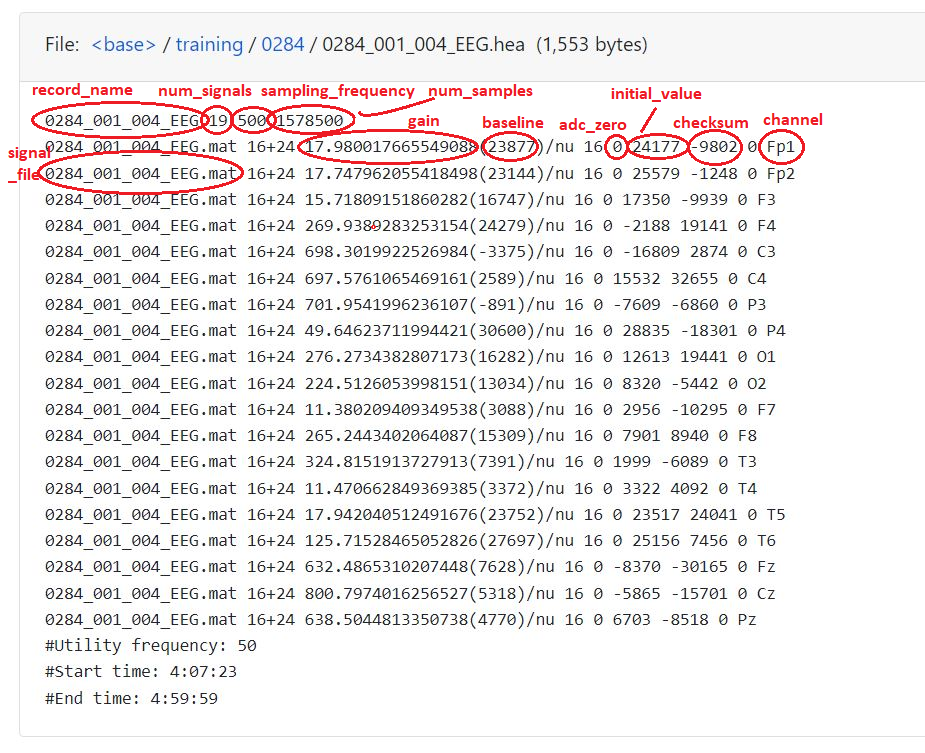 File: <base> / training / 0284 / 0284_001_004_EEG.hea (1,553 bytes)
record_name num_signals sampling_frequency num_samples initial_value
0284_001_004_EEG 19 500 1578500
gain baseline adc_zero checksum channel
0284_001_004_EEG.mat 16+24 17.980017665549088(23877)/nu 16 0 24177 -9802 0 Fp1
signal
_file
0284_001_004_EEG.mat 16+24 17.747962055418498(23144)/nu 16 0 25579 -1248 0 Fp2
0284_001_004_EEG.mat 16+24 15.71809151860282(16747)/nu 16 0 17350 -9939 0 F3
0284_001_004_EEG.mat 16+24 269.9389283253154(24279)/nu 16 0 -2188 19141 0 F4
0284_001_004_EEG.mat 16+24 698.3019922526984(-3375)/nu 16 0 -16809 2874 0 C3
0284_001_004_EEG.mat 16+24 697.5761065469161(2589)/nu 16 0 15532 32655 0 C4
0284_001_004_EEG.mat 16+24 701.9541996236107(-891)/nu 16 0 -7609 -6860 0 P3
0284_001_004_EEG.mat 16+24 49.64623711994421(30600)/nu 16 0 28835 -18301 0 P4
0284_001_004_EEG.mat 16+24 276.2734382807173(16282)/nu 16 0 12613 19441 0 O1
0284_001_004_EEG.mat 16+24 224.5126053998151(13034)/nu 16 0 8320 -5442 0 O2
0284_001_004_EEG.mat 16+24 11.380209409349538(3088)/nu 16 0 2956 -10295 0 F7
0284_001_004_EEG.mat 16+24 265.2443402064087(15309)/nu 16 0 7901 8940 0 F8
0284_001_004_EEG.mat 16+24 324.8151913727913(7391)/nu 16 0 1999 -6089 0 T3
0284_001_004_EEG.mat 16+24 11.470662849369385(3372)/nu 16 0 3322 4092 0 T4
0284_001_004_EEG.mat 16+24 17.942040512491676(23752)/nu 16 0 23517 24041 0 T5
0284_001_004_EEG.mat 16+24 125.71528465052826(27697)/nu 16 0 25156 7456 0 T6
0284_001_004_EEG.mat 16+24 632.4865310207448(7628)/nu 16 0 -8370 -30165 0 Fz
0284_001_004_EEG.mat 16+24 800.7974016256527(5318)/nu 16 0 -5865 -15701 0 Cz
0284_001_004_EEG.mat 16+24 638.5044813350738(4770)/nu 16 0 6703 -8518 0 Pz
#Utility frequency: 50
#Start time: 4:07:23
#End time: 4:59:59